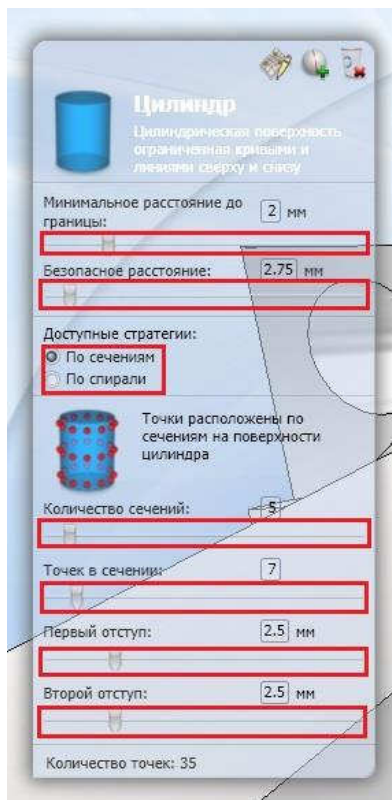 Цилиндр
Цилиндрическая поверхность
ограниченная кривыми и
линиями сверху и снизу
Минимальное расстояние до
границы:
2 мм
Безопасное расстояние:
2.75 мм
Доступные стратегии:
По сечениям
По спирали
Точки расположены по
сечениям на поверхности
цилиндра
Количество сечений:
5
Точек в сечении:
7
Первый отступ:
2.5 мм
Второй отступ:
2.5 мм
Количество точек: 35